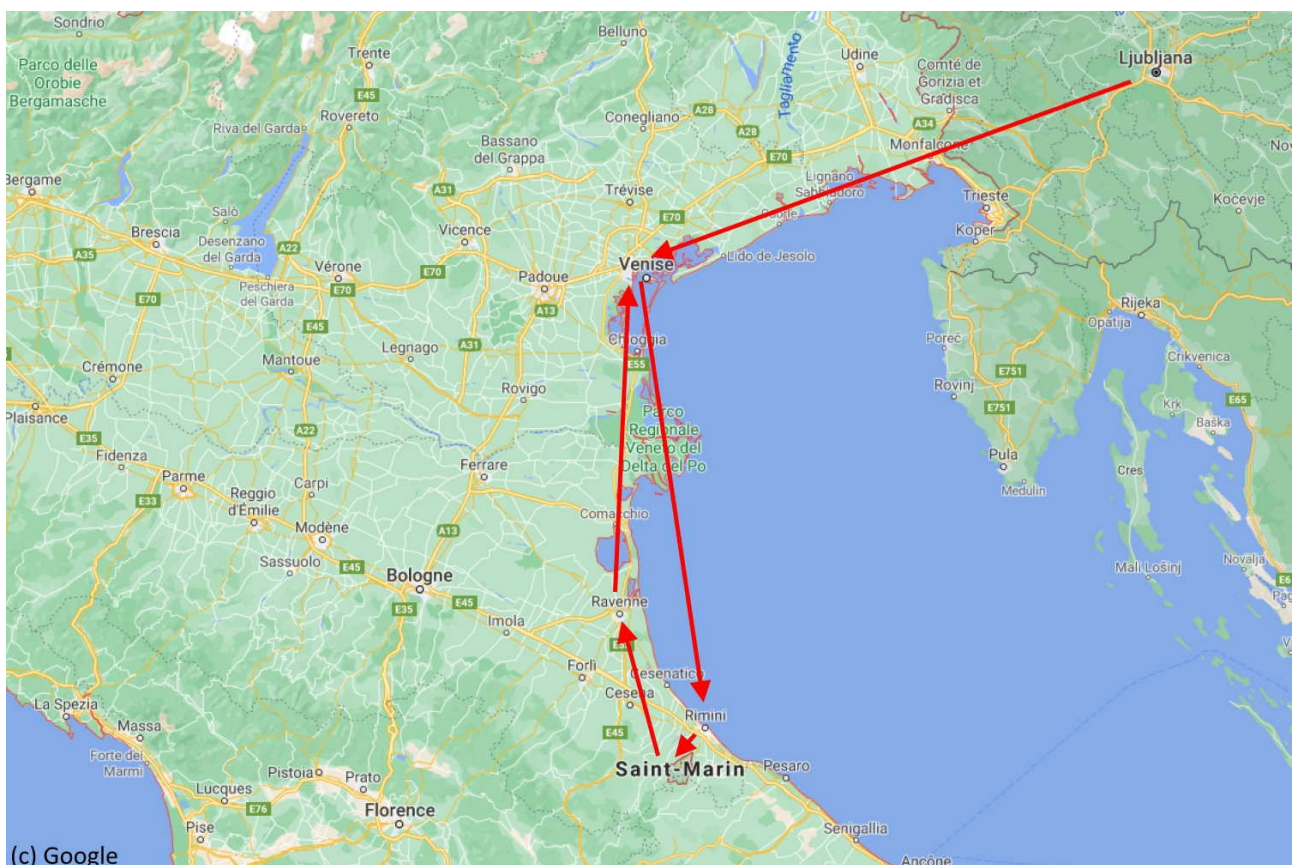 Sondrio
Parco delle
Orobie
Bergamasche
Trente
E45
Rovereto
Riva del Garda
Belluno
Tagliamento
Udine
Comté de
Gorizia et
Gradisca
Ljubljana
A28
Conegliano
A28
E70
A34
Monfalcone
Bassano
del Grappa
A31
Trévise
E70
Lignano
Sabbiadoro
Trieste
Koper
Kočevje
Bergame
Salò
Brescia
A35
Desenzano
del Garda
A22
Vérone
Peschiera
del Garda
E70
E70
E70
Vicence
Padoue
A13
Venise
Lido de Jesolo
Rijeka
Opatija
Crikvenica
E45
Mantoue
Legnago
A31
Chioggia
E55
Rovigo
Poreč
Rovinj
E751
E751
Krk
E65
Baška
Crémone
Plaisance
E35
A22
Fidenza
Parme
E33
Reggio
d'Émilie
Carpi
Modène
Sassuolo
E45
Ferrare
A13
Parco
Regionale
Veneto del
Delta del Po
Pula
Medulin
Cres
Mali Lošinj
Novalja
Comacchio
Bologne
E35
E45
Imola
Ravenne
Forlì
Cesena
Cesenatico
E45
Rimini
Saint-Marin
Pesaro
Senigallia
Ancône
La Spezia
Massa
Forte dei
Marmi
Pistoia
Prato
Lucques
E76
Florence
Pise
(c) Google